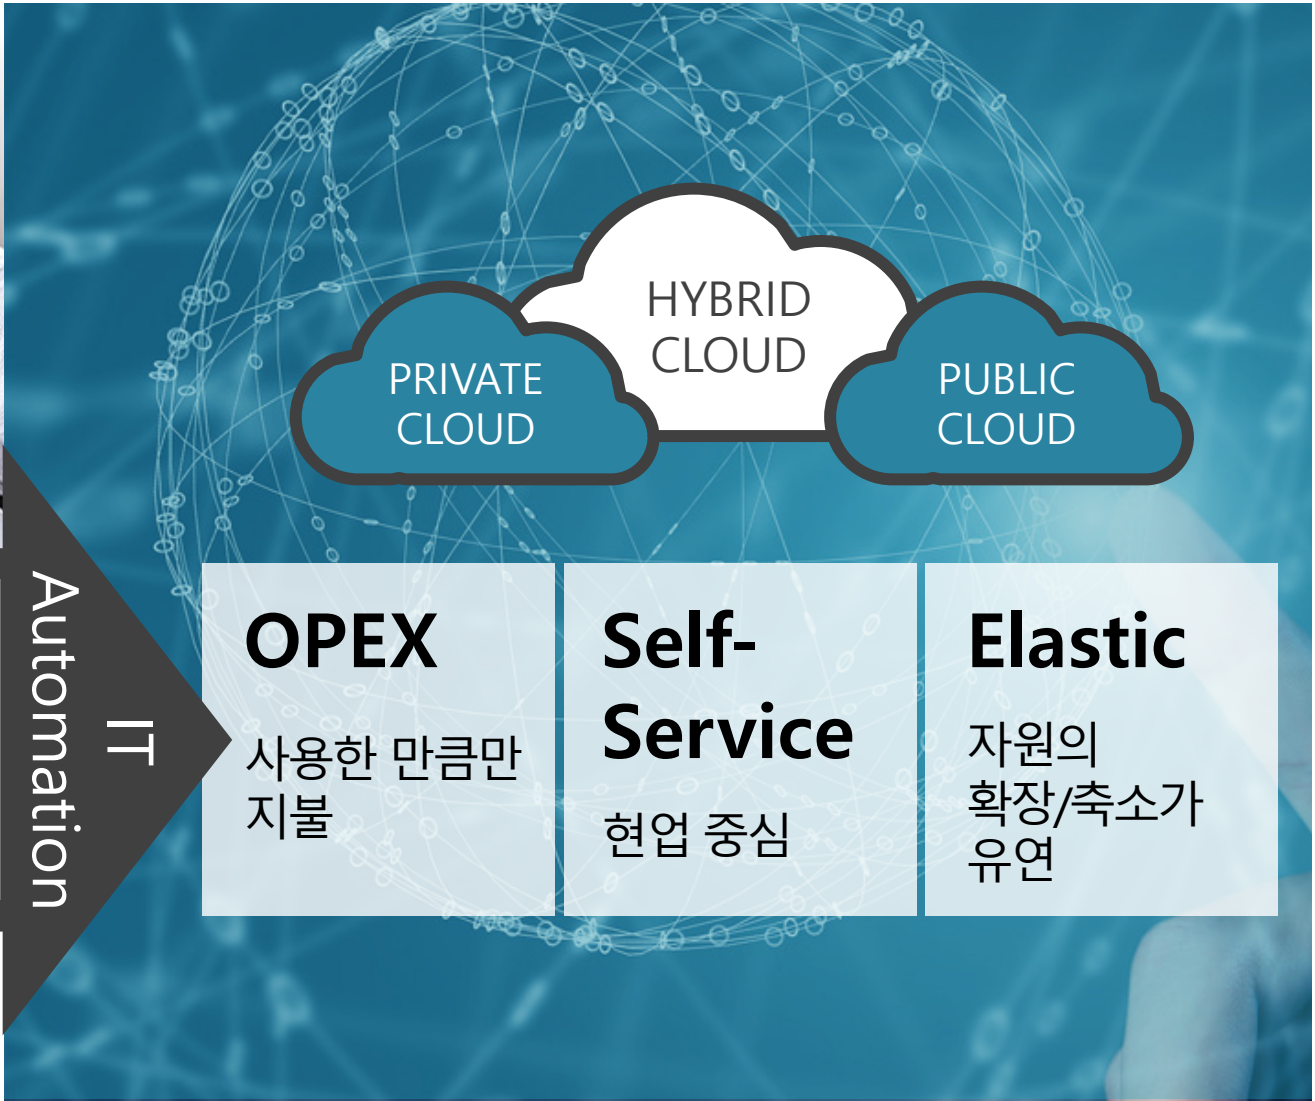 HYBRID
CLOUD
PRIVATE
CLOUD
PUBLIC
CLOUD
IT
Automation
OPEX
사용한 만큼만
지불
Self-
Service
현업 중심
Elastic
자원의
확장/축소가
유연